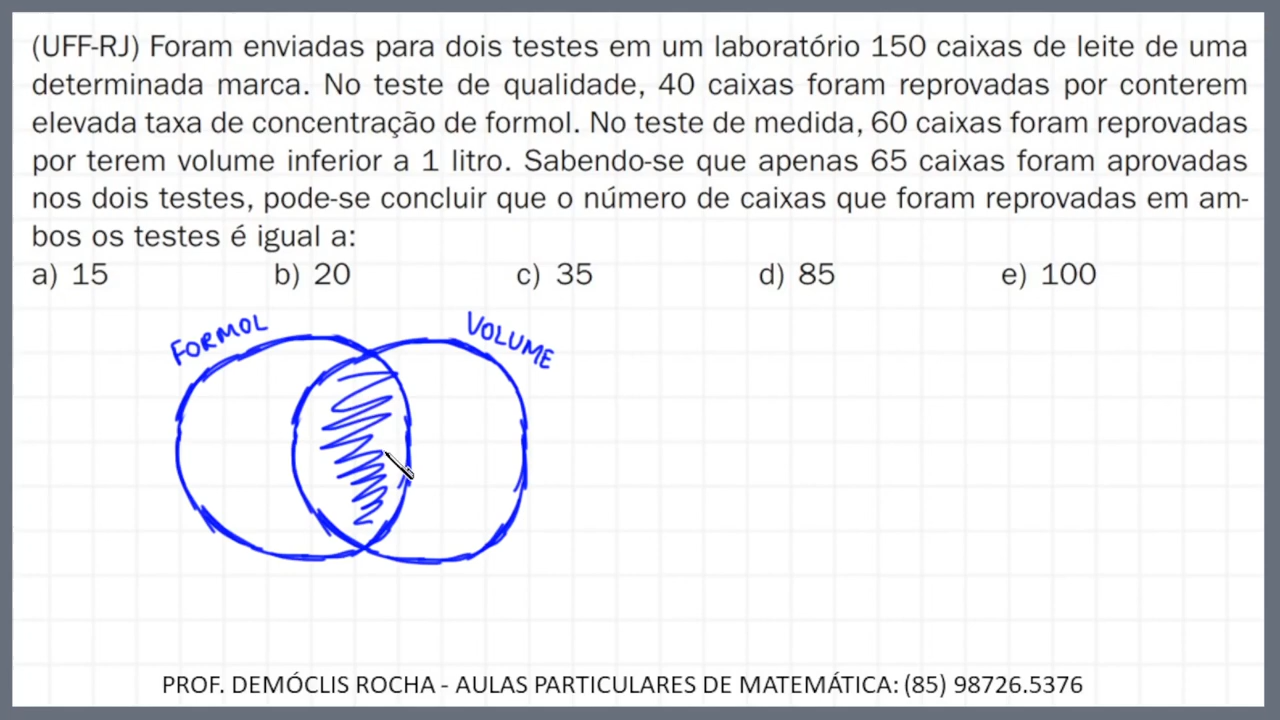 (UFF-RJ) Foram enviadas para dois testes em um laboratório 150 caixas de leite de uma
determinada marca. No teste de qualidade, 40 caixas foram reprovadas por conterem
elevada taxa de concentração de formol. No teste de medida, 60 caixas foram reprovadas
por terem volume inferior a 1 litro. Sabendo-se que apenas 65 caixas foram aprovadas
nos dois testes, pode-se concluir que o número de caixas que foram reprovadas em am-
bos os testes é igual a:
a) 15 b) 20 c) 35 d) 85 e) 100
FORMOL VOLUME
PROF. DEMÓCLIS ROCHA - AULAS PARTICULARES DE MATEMÁTICA: (85) 98726.5376